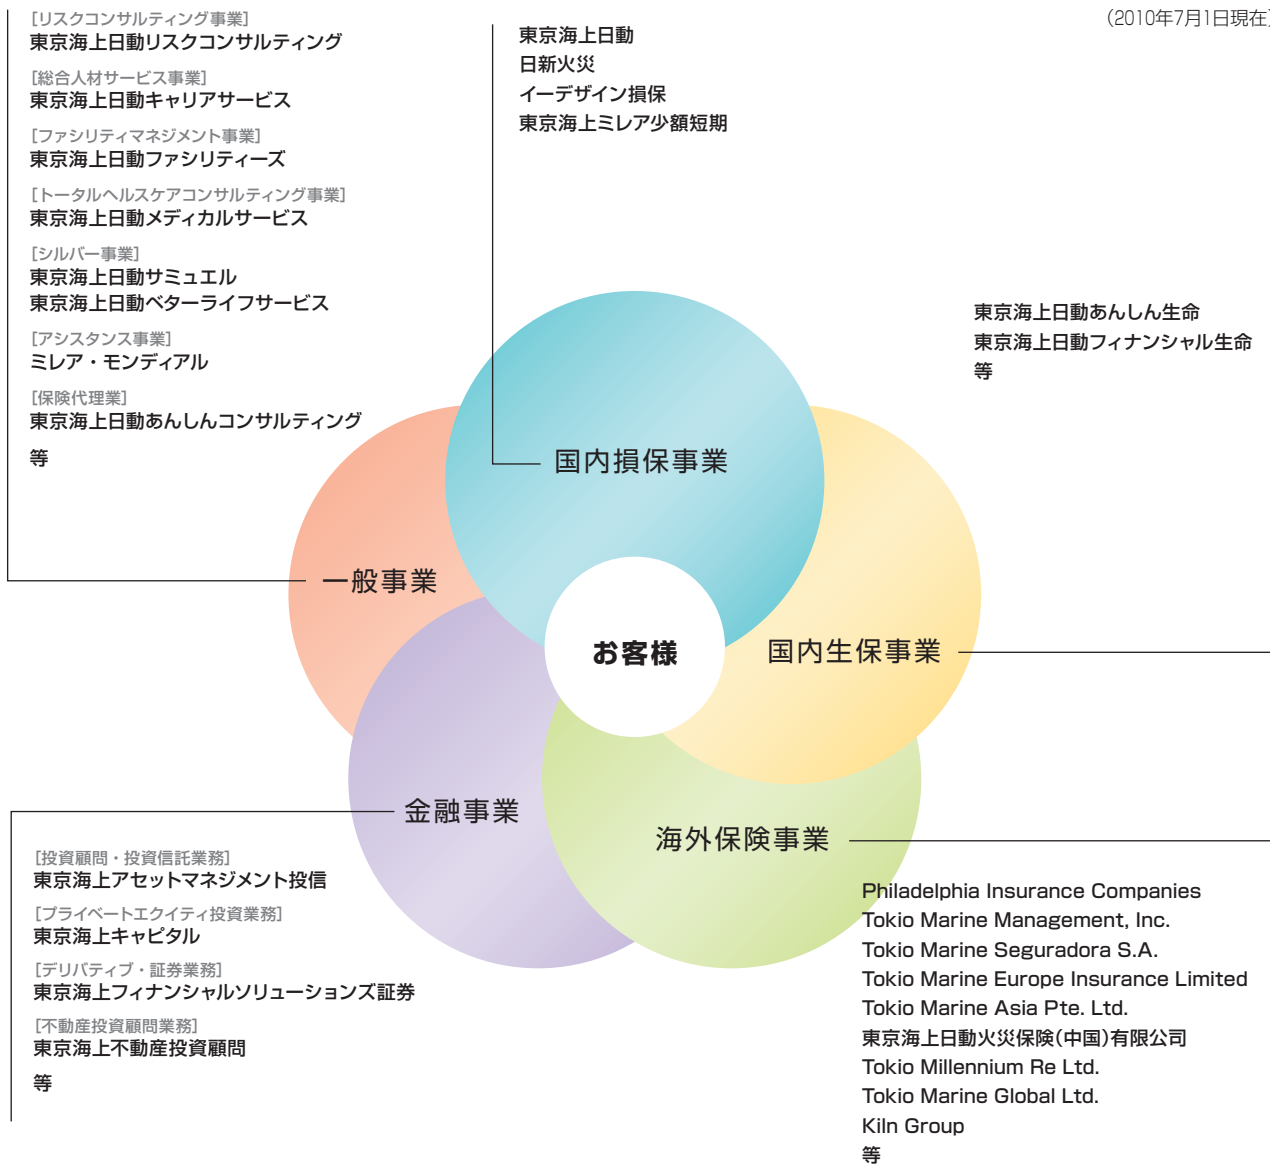 (2010年7月1日現在)
[リスクコンサルティング事業]
東京海上日動リスクコンサルティング
[総合人材サービス事業]
東京海上日動キャリアサービス
[ファシリティマネジメント事業]
東京海上日動ファシリティーズ
[トータルヘルスケアコンサルティング事業]
東京海上日動メディカルサービス
[シルバー事業]
東京海上日動サミュエル
東京海上日動ベターライフサービス
[アシスタンス事業]
ミレア・モンディアル
[保険代理業]
東京海上日動あんしんコンサルティング
等
東京海上日動
日新火災
イーデザイン損保
東京海上ミレア少額短期
東京海上日動あんしん生命
東京海上日動フィナンシャル生命
等
国内損保事業
一般事業
お客様
国内生保事業
金融事業
海外保険事業
[投資顧問・投資信託業務]
東京海上アセットマネジメント投信
[プライベートエクイティ投資業務]
東京海上キャピタル
[デリバティブ・証券業務]
東京海上フィナンシャルソリューションズ証券
[不動産投資顧問業務]
東京海上不動産投資顧問
等
Philadelphia Insurance Companies
Tokio Marine Management, Inc.
Tokio Marine Seguradora S.A.
Tokio Marine Europe Insurance Limited
Tokio Marine Asia Pte. Ltd.
東京海上日動火災保険(中国)有限公司
Tokio Millennium Re Ltd.
Tokio Marine Global Ltd.
Kiln Group
等